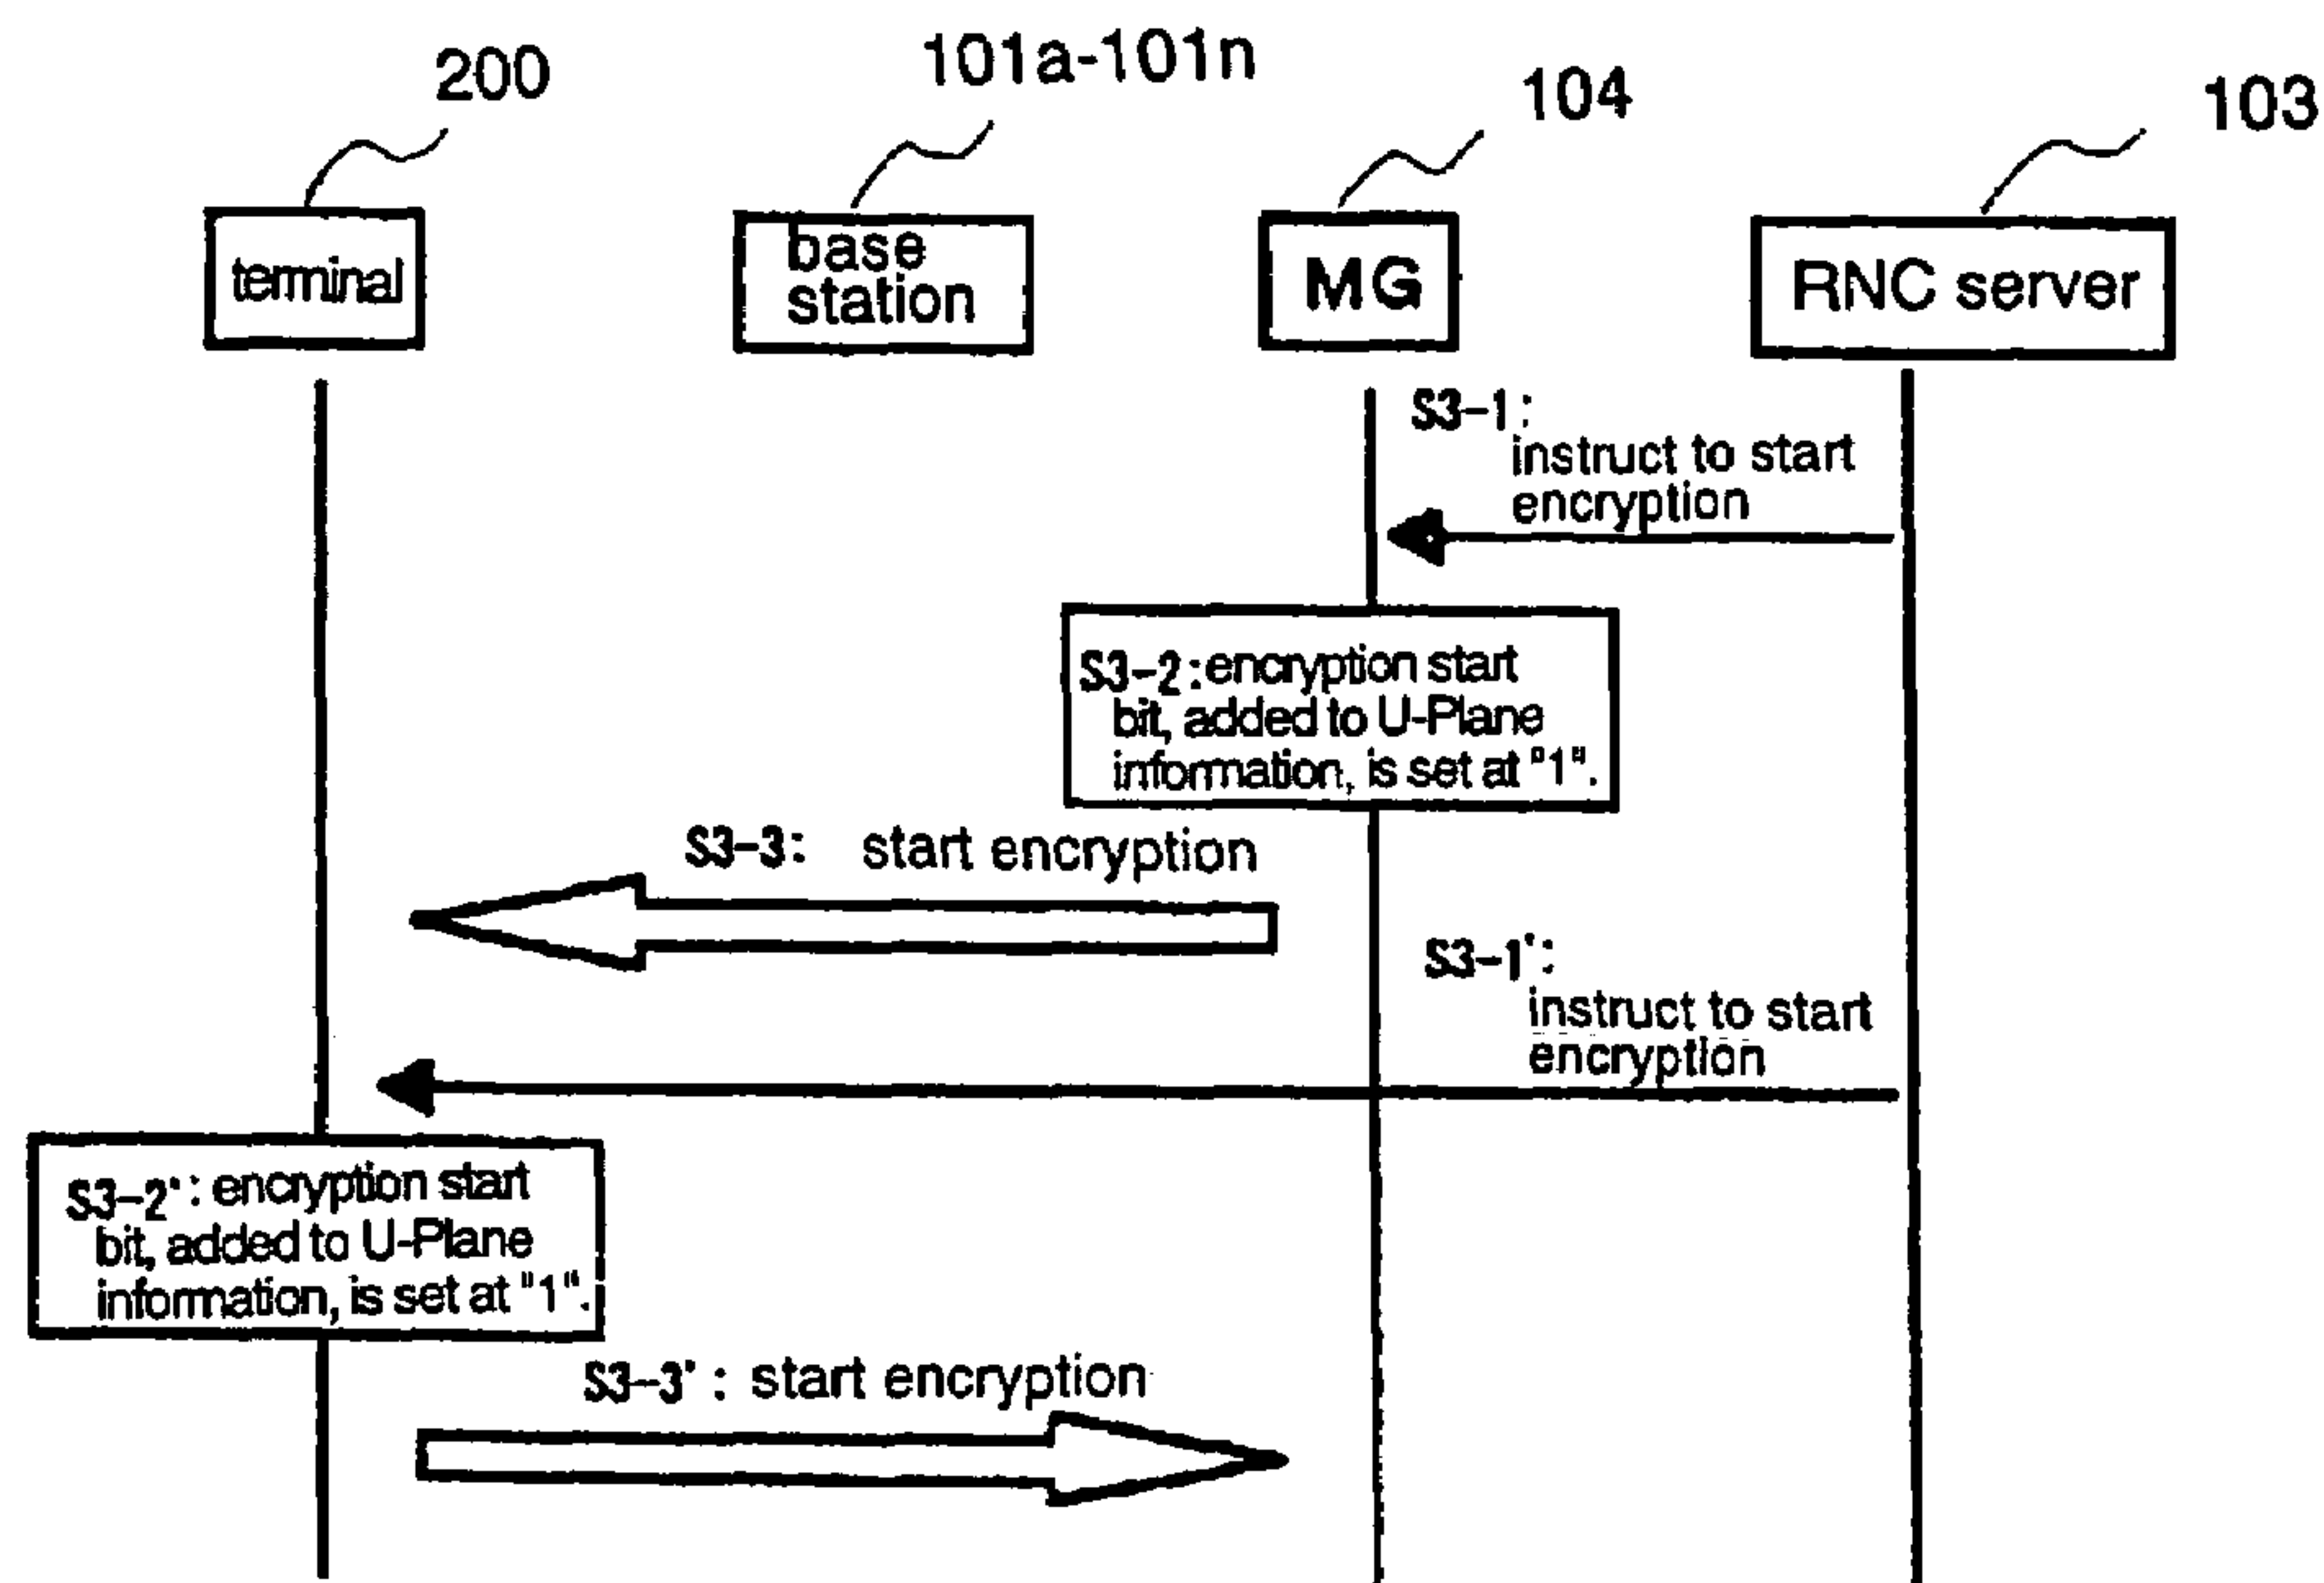 200
101a-101n
104
103
terminal
base
station
MG
RNC server
S3-1:
instruct to start
encryption
S3-2:encryption start
bit, added to U-Plane
information, is set at "1".
S3-3: start encryption
S3-1':
instruct to start
encryption
S3-2':encryption start
bit, added to U-Plane
information, is set at "1".
S3-3': start encryption